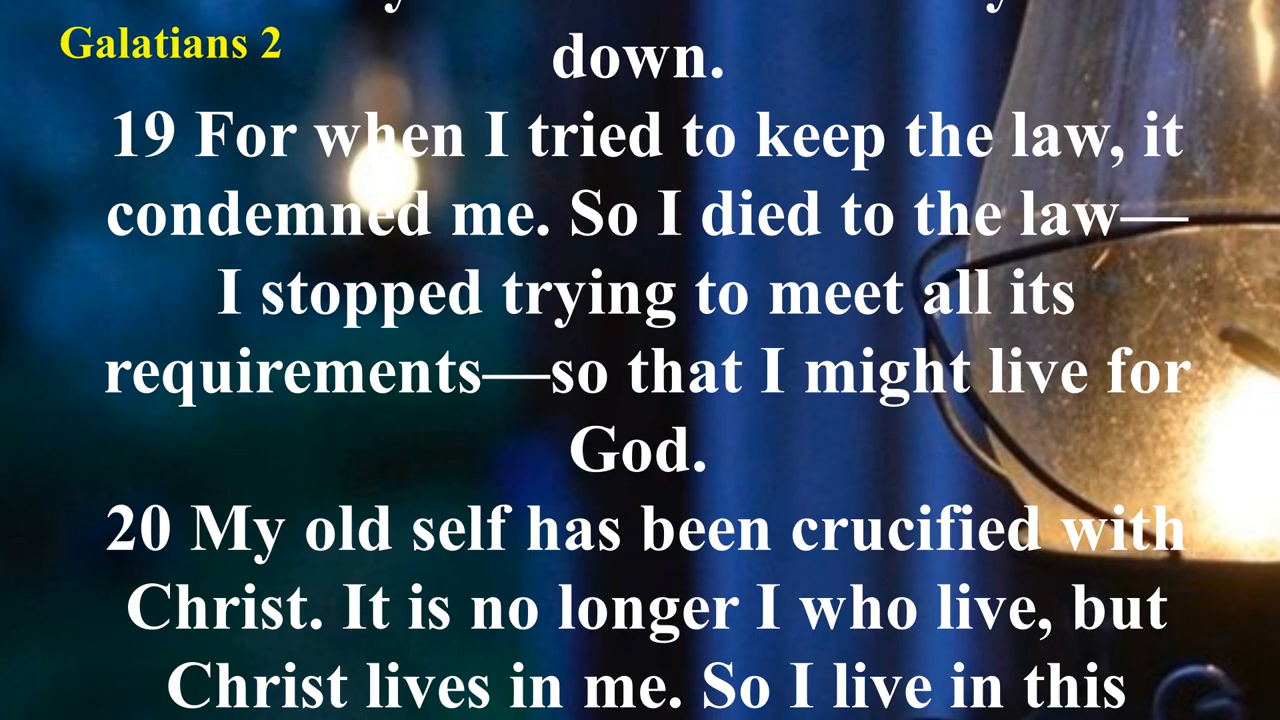 Galatians 2
down.
19 For when I tried to keep the law, it
condemned me. So I died to the law—
I stopped trying to meet all its
requirements—so that I might live for
God.
20 My old self has been crucified with
Christ. It is no longer I who live, but
Christ lives in me. So I live in this